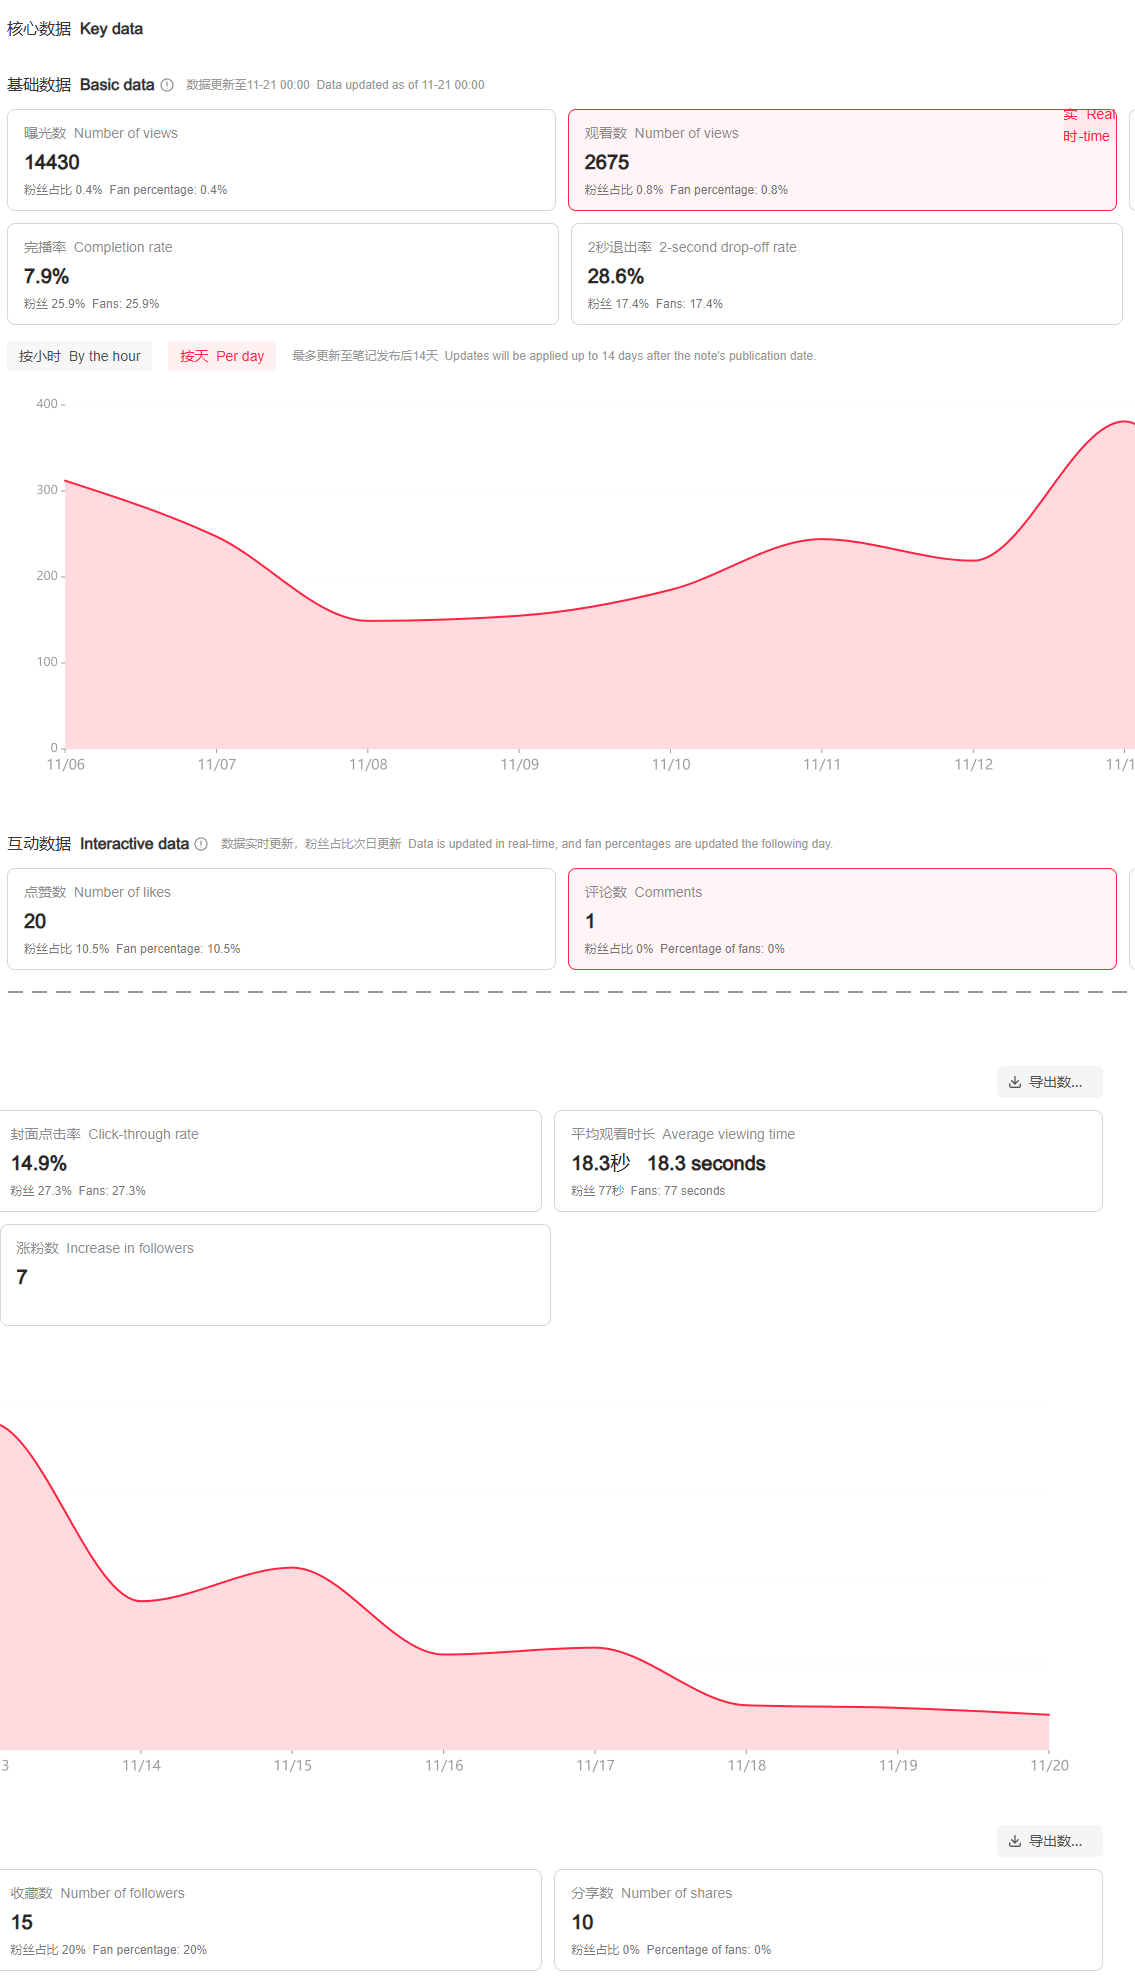 核心数据 Key data
基础数据 Basic data 数据更新至11-21 00:00 Data updated as of 11-21 00:00
曝光数 Number of views
14430
粉丝占比 0.4% Fan percentage: 0.4%
观看数 Number of views
2675
粉丝占比 0.8% Fan percentage: 0.8%
实 Real
时-time
完播率 Completion rate
7.9%
粉丝 25.9% Fans: 25.9%
2秒退出率 2-second drop-off rate
28.6%
粉丝 17.4% Fans: 17.4%
按小时 By the hour
按天 Per day
最多更新至笔记发布后14天 Updates will be applied up to 14 days after the note's publication date.
400
300
200
100
0
11/06 11/07 11/08 11/09 11/10 11/11 11/12 11/1
互动数据 Interactive data 数据实时更新，粉丝占比次日更新 Data is updated in real-time, and fan percentages are updated the following day.
点赞数 Number of likes
20
粉丝占比 10.5% Fan percentage: 10.5%
评论数 Comments
1
粉丝占比 0% Percentage of fans: 0%
导出数...
封面点击率 Click-through rate
14.9%
粉丝 27.3% Fans: 27.3%
平均观看时长 Average viewing time
18.3秒 18.3 seconds
粉丝 77秒 Fans: 77 seconds
涨粉数 Increase in followers
7
3 11/14 11/15 11/16 11/17 11/18 11/19 11/20
导出数...
收藏数 Number of followers
15
粉丝占比 20% Fan percentage: 20%
分享数 Number of shares
10
粉丝占比 0% Percentage of fans: 0%